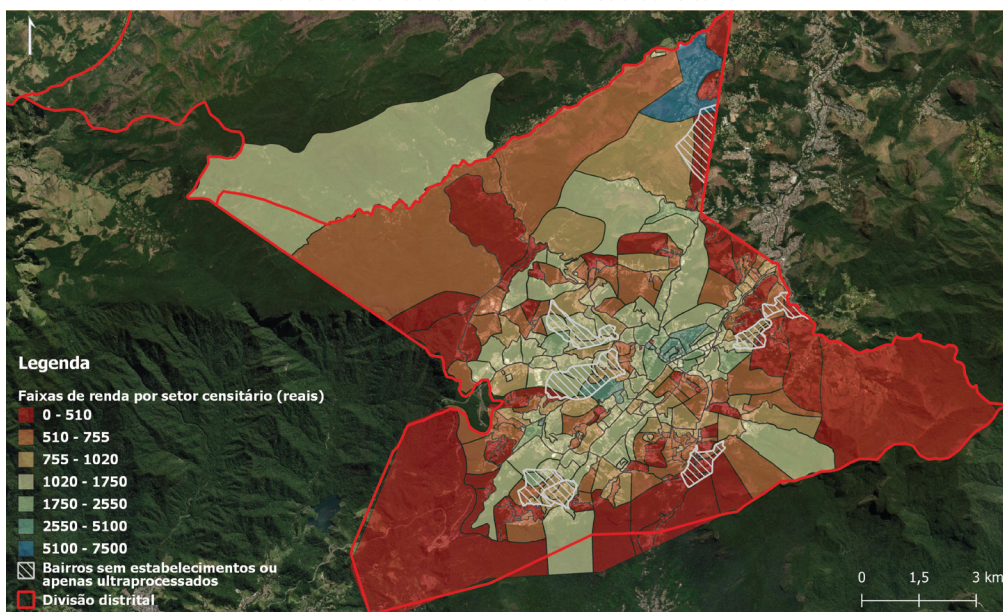 Legenda
Faixas de renda por setor censitário (reais)
0 - 510
510 - 755
755 - 1020
1020 - 1750
1750 - 2550
2550 - 5100
5100 - 7500
Bairros sem estabelecimentos ou
apenas ultraprocessados
Divisão distrital
0 1,5 3 km